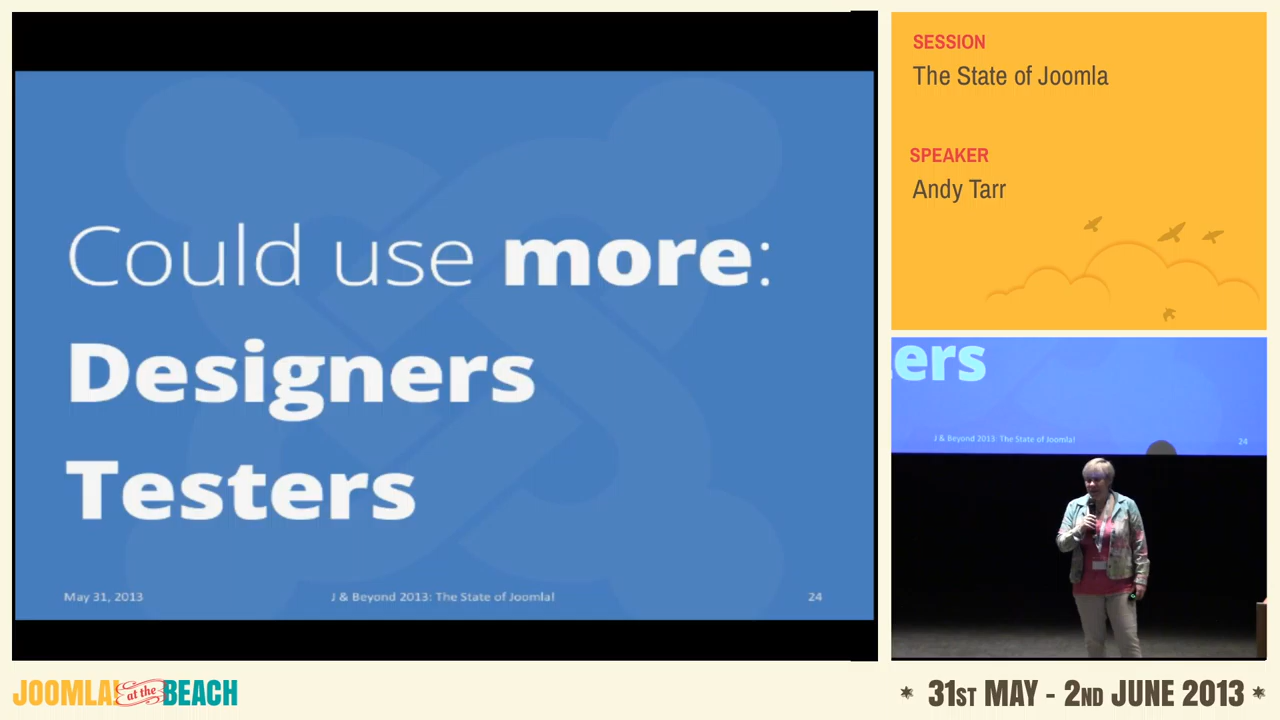 Could use more:
Designers
Testers
May 31, 2013
J & Beyond 2013: The State of Joomla!
24
SESSION
The State of Joomla
SPEAKER
Andy Tarr
ers
J & Beyond 2013: The State of Joomla!
24
JOOMLA! at the BEACH
* 31ST MAY - 2ND JUNE 2013 *